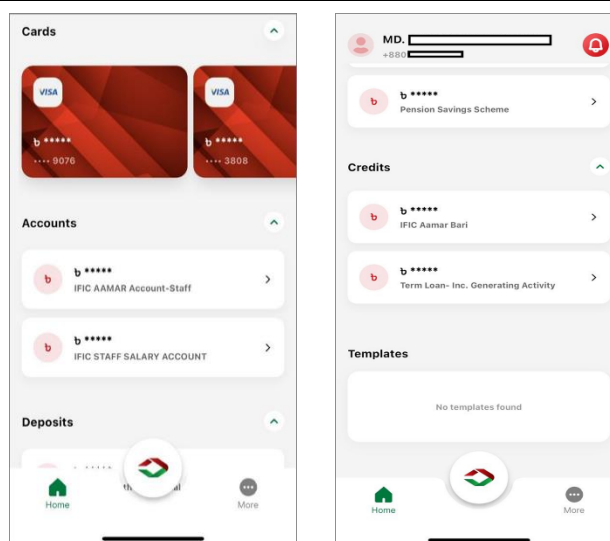 Cards
VISA
৳ *****
•••• 9076
VISA
৳ *****
•••• 3808
Accounts
৳
৳ *****
IFIC AAMAR Account-Staff
৳
৳ *****
IFIC STAFF SALARY ACCOUNT
Deposits
Home
More
MD.
+880
৳
৳ *****
Pension Savings Scheme
Credits
৳
৳ *****
IFIC Aamar Bari
৳
৳ *****
Term Loan- Inc. Generating Activity
Templates
No templates found
Home
More